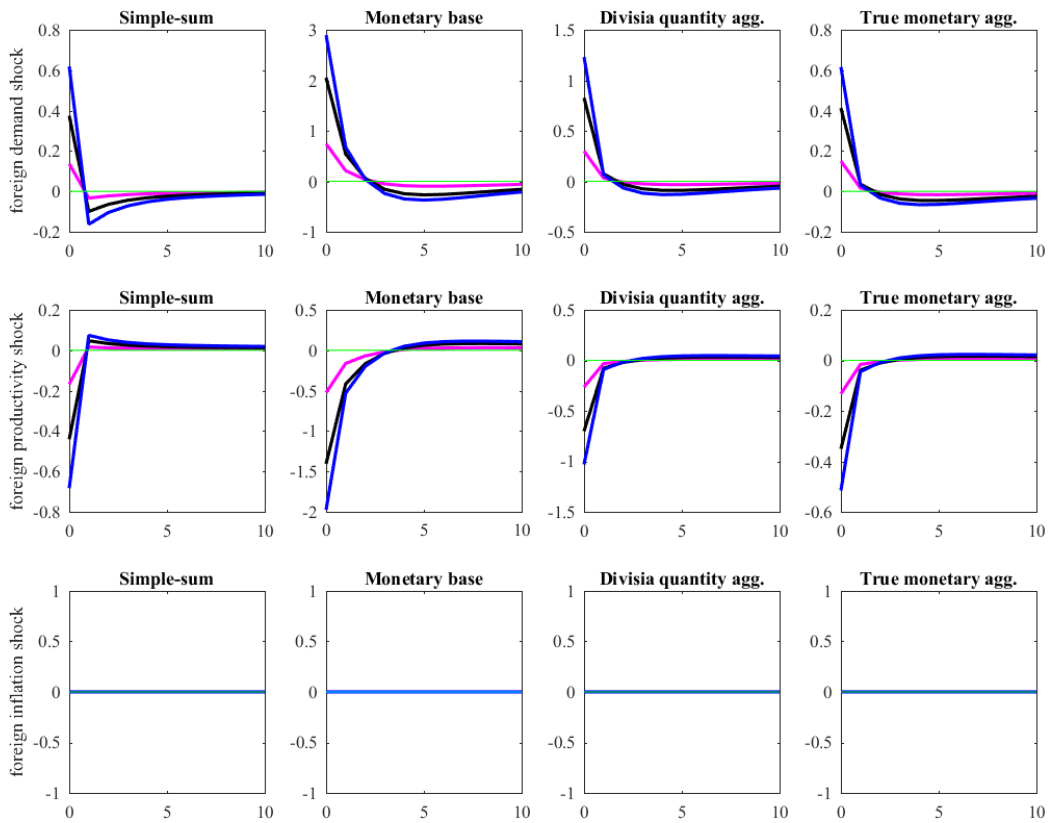 Simple-sum Monetary base Divisia quantity agg. True monetary agg.
foreign demand shock
0.8 3 1.5 0.8
0.6 2 1 0.6
0.4 1 0.5 0.4
0.2 0 0 0.2
0 -1 -0.5 0
-0.2 -0.2
0 5 10 0 5 10 0 5 10 0 5 10
Simple-sum Monetary base Divisia quantity agg. True monetary agg.
foreign productivity shock
0.2 0.5 0.5 0.2
0 0 0 0
-0.2 -0.5 -0.5 -0.2
-0.4 -1 -1 -0.4
-0.6 -1.5 -1.5 -0.6
-0.8 -2
0 5 10 0 5 10 0 5 10 0 5 10
Simple-sum Monetary base Divisia quantity agg. True monetary agg.
foreign inflation shock
1 1 1 1
0.5 0.5 0.5 0.5
0 0 0 0
-0.5 -0.5 -0.5 -0.5
-1 -1 -1 -1
0 5 10 0 5 10 0 5 10 0 5 10